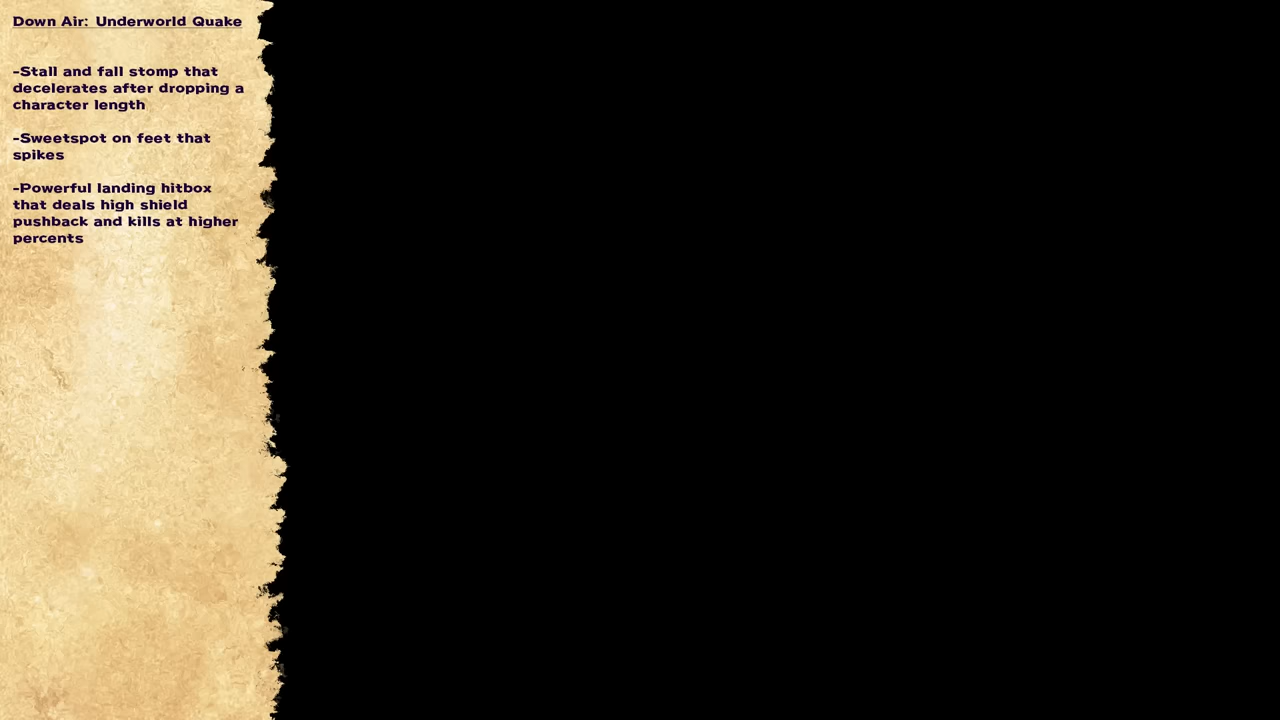 Down Air: Underworld Quake
-Stall and fall stomp that
decelerates after dropping a
character length
-Sweetspot on feet that
spikes
-Powerful landing hitbox
that deals high shield
pushback and kills at higher
percents